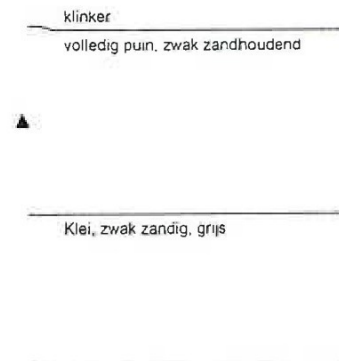 klinker
volledig puin, zwak zandhoudend
Klei, zwak zandig, grijs